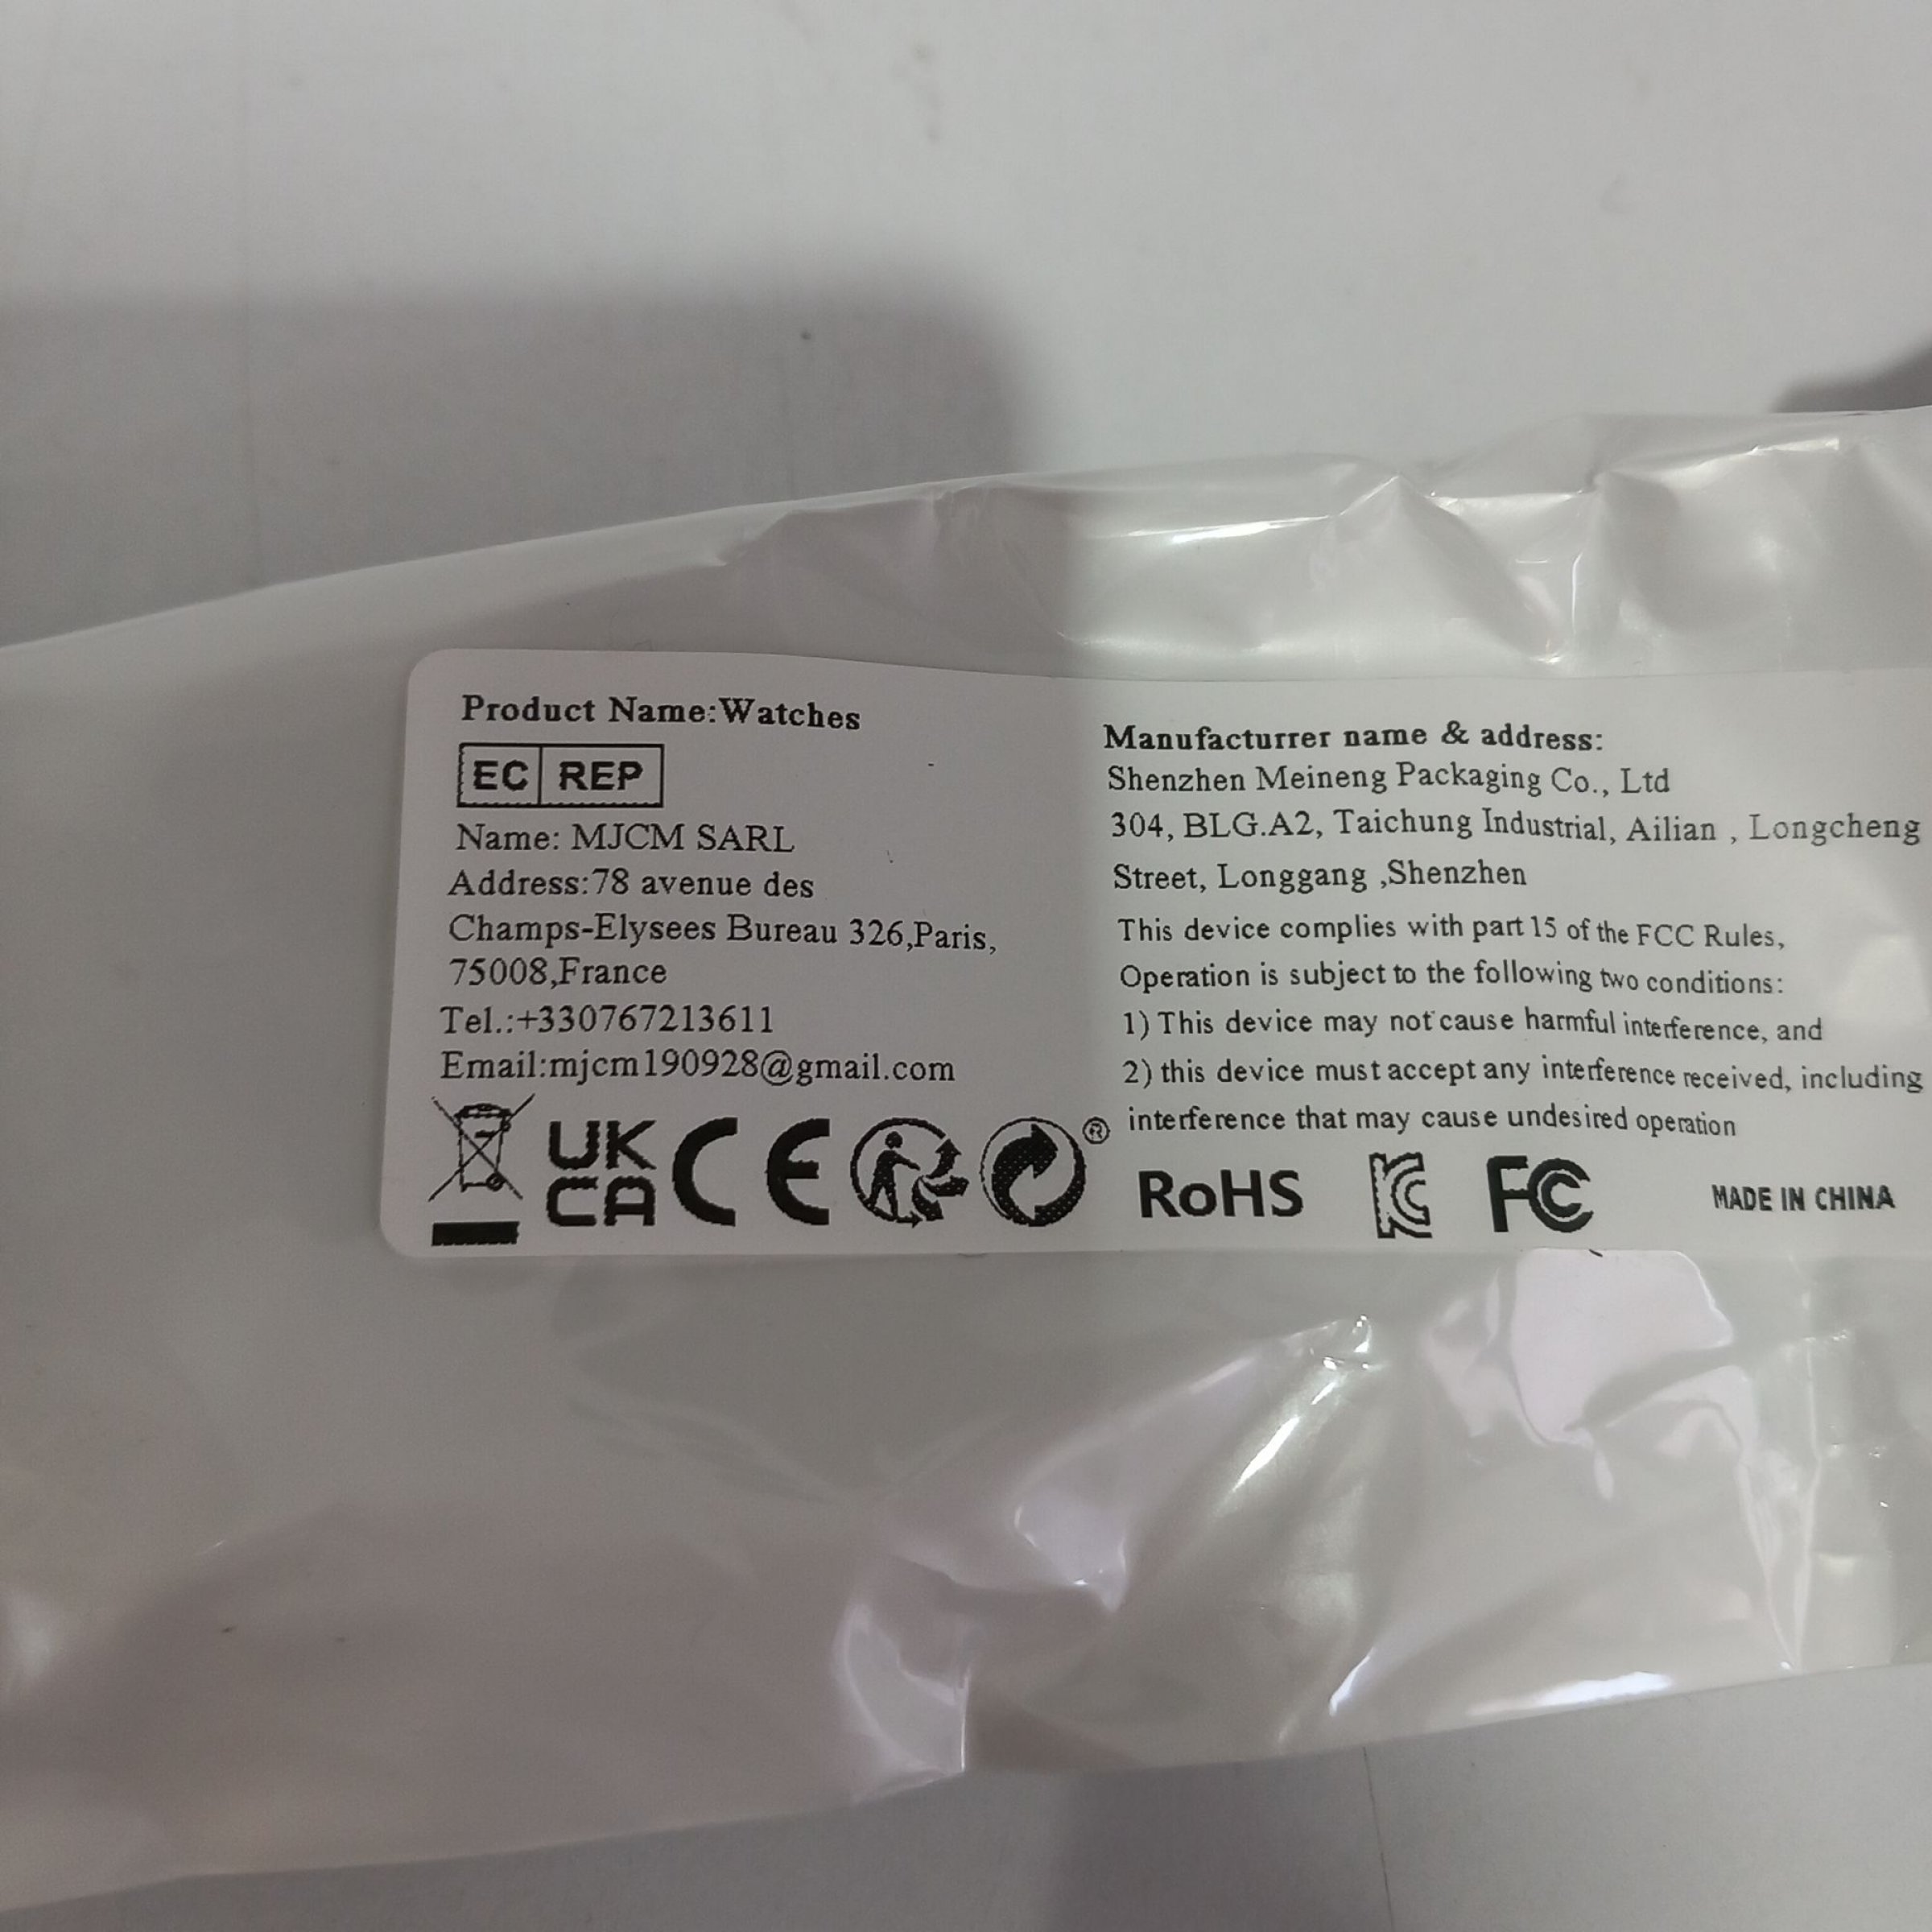 Product Name:Watches
EC REP
Name: MJCM SARL
Address:78 avenue des
Champs-Elysees Bureau 326,Paris,
75008,France
Tel.:+330767213611
Email:mjcm190928@gmail.com
UK
CA
CE
®
Manufacturrer name & address:
Shenzhen Meineng Packaging Co., Ltd
304, BLG.A2, Taichung Industrial, Ailian , Longcheng
Street, Longgang ,Shenzhen
This device complies with part 15 of the FCC Rules,
Operation is subject to the following two conditions:
1) This device may not cause harmful interference, and
2) this device must accept any interference received, including
interference that may cause undesired operation
RoHS
KC
FC
MADE IN CHINA